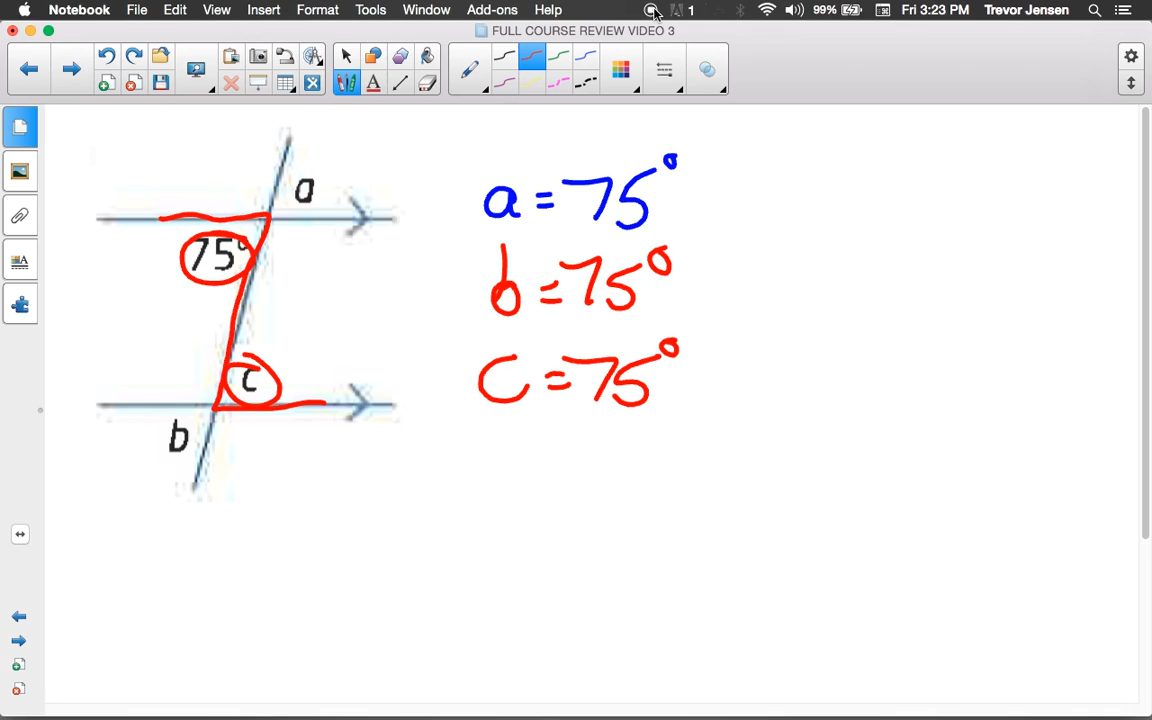 Notebook File Edit View Insert Format Tools Add-ons Window Help 1 99% Fri 3:23 PM Trevor Jensen
FULL COURSE REVIEW VIDEO 3
A
A
a
75°
c
b
a = 75°
b = 75°
c = 75°